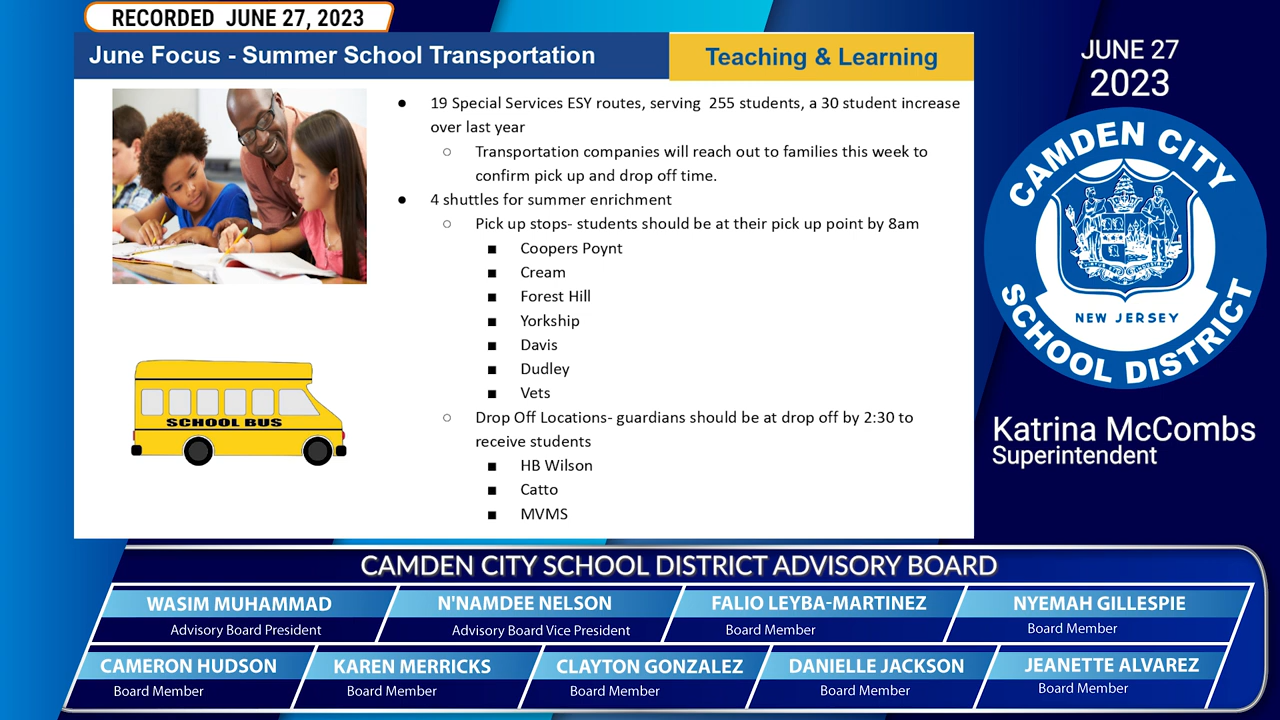 RECORDED JUNE 27, 2023
June Focus - Summer School Transportation
Teaching & Learning
● 19 Special Services ESY routes, serving 255 students, a 30 student increase
over last year
○ Transportation companies will reach out to families this week to
confirm pick up and drop off time.
● 4 shuttles for summer enrichment
○ Pick up stops- students should be at their pick up point by 8am
■ Coopers Poynt
■ Cream
■ Forest Hill
■ Yorkship
■ Davis
■ Dudley
■ Vets
○ Drop Off Locations- guardians should be at drop off by 2:30 to
receive students
■ HB Wilson
■ Catto
■ MVMS
SCHOOL BUS
JUNE 27
2023
CAMDEN CITY
NEW JERSEY
SCHOOL DISTRICT
Katrina McCombs
Superintendent
CAMDEN CITY SCHOOL DISTRICT ADVISORY BOARD
WASIM MUHAMMAD
Advisory Board President
N'NAMDEE NELSON
Advisory Board Vice President
FALIO LEYBA-MARTINEZ
Board Member
NYEMAH GILLESPIE
Board Member
CAMERON HUDSON
Board Member
KAREN MERRICKS
Board Member
CLAYTON GONZALEZ
Board Member
DANIELLE JACKSON
Board Member
JEANETTE ALVAREZ
Board Member